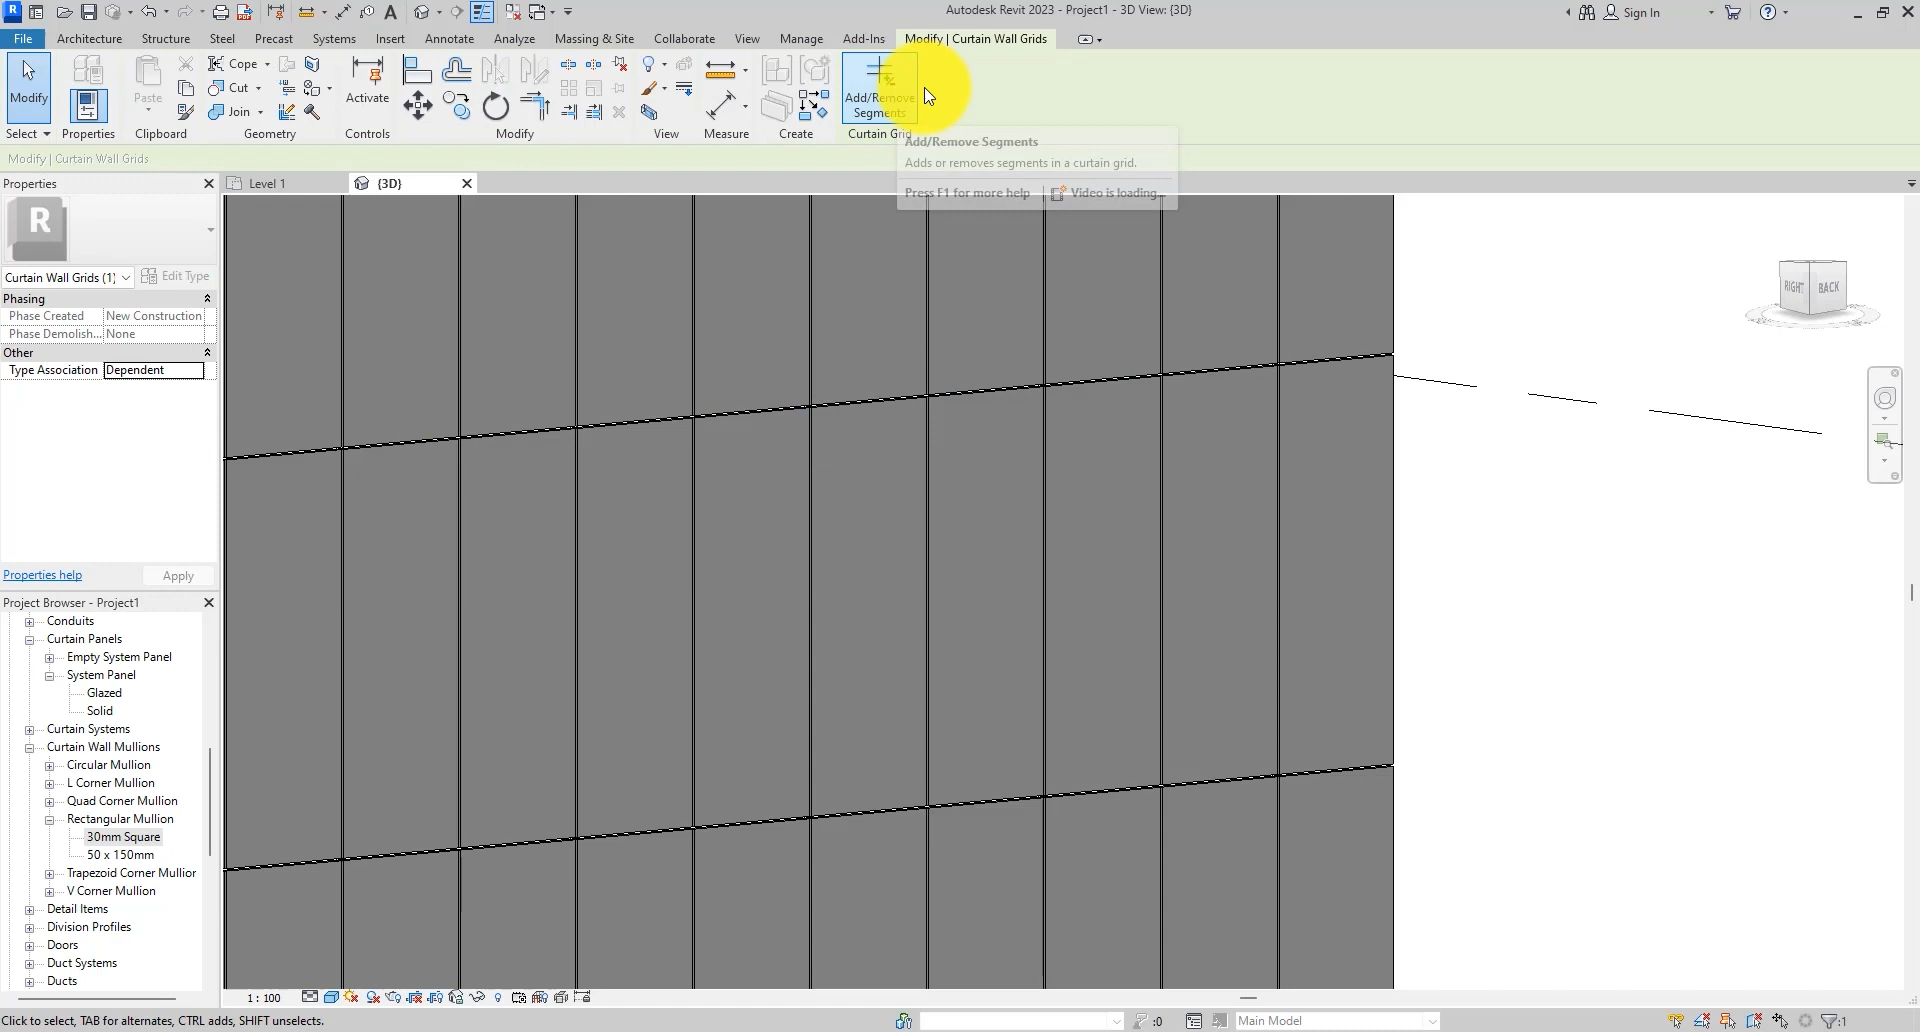 Autodesk Revit 2023 - Project1 - 3D View: {3D}
Sign In
File Architecture Structure Steel Precast Systems Insert Annotate Analyze Massing & Site Collaborate View Manage Add-Ins Modify | Curtain Wall Grids
Modify
Paste
Cope
Cut
Join
Activate
Add/Remove
Segments
Select Properties Clipboard Geometry Controls Modify View Measure Create Curtain Grid
Modify | Curtain Wall Grids
Add/Remove Segments
Adds or removes segments in a curtain grid.
Press F1 for more help Video is loading...
Properties
Level 1
{3D}
R
Curtain Wall Grids (1)
Edit Type
Phasing
Phase Created New Construction
Phase Demolish... None
Other
Type Association Dependent
Properties help
Apply
RIGHT
BACK
Project Browser - Project1
Conduits
Curtain Panels
Empty System Panel
System Panel
Glazed
Solid
Curtain Systems
Curtain Wall Mullions
Circular Mullion
L Corner Mullion
Quad Corner Mullion
Rectangular Mullion
30mm Square
50 x 150mm
Trapezoid Corner Mullior
V Corner Mullion
Detail Items
Division Profiles
Doors
Duct Systems
Ducts
1 : 100
Click to select, TAB for alternates, CTRL adds, SHIFT unselects.
:0
Main Model
:1